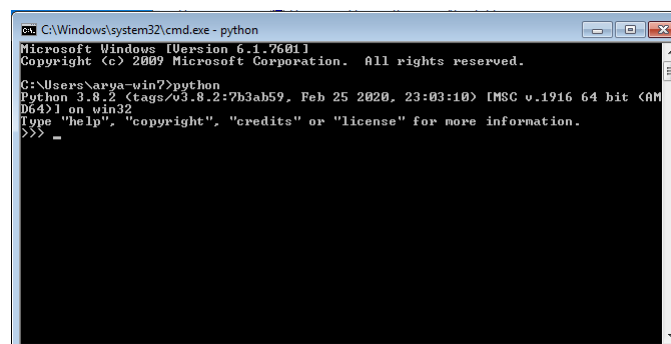 C:\Windows\system32\cmd.exe - python
Microsoft Windows [Version 6.1.7601]
Copyright (c) 2009 Microsoft Corporation.  All rights reserved.
C:\Users\arya-win7>python
Python 3.8.2 (tags/v3.8.2:7b3ab59, Feb 25 2020, 23:03:10) [MSC v.1916 64 bit (AM
D64)] on win32
Type "help", "copyright", "credits" or "license" for more information.
>>> _